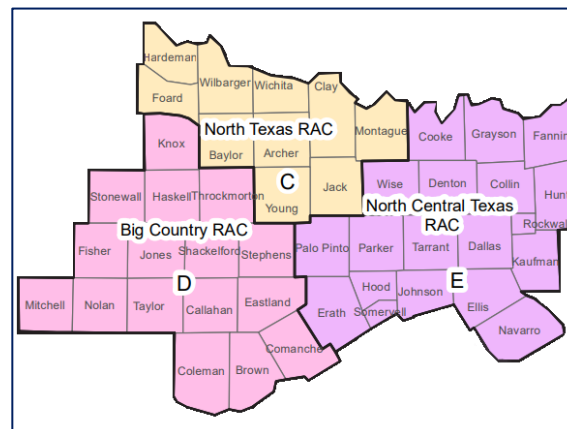 Hardeman
Foard
Wilbarger
Wichita
Clay
Montague
North Texas RAC
Baylor
Archer
C
Young
Jack
Cooke
Grayson
Fannin
Wise
Denton
Collin
Hunt
North Central Texas
RAC
Rockwall
Palo Pinto
Parker
Tarrant
Dallas
Kaufman
Hood
Johnson
E
Erath
Somervell
Ellis
Navarro
Knox
Stonewall
Haskell
Throckmorton
Big Country RAC
Fisher
Jones
Shackelford
Stephens
D
Mitchell
Nolan
Taylor
Callahan
Eastland
Comanche
Coleman
Brown